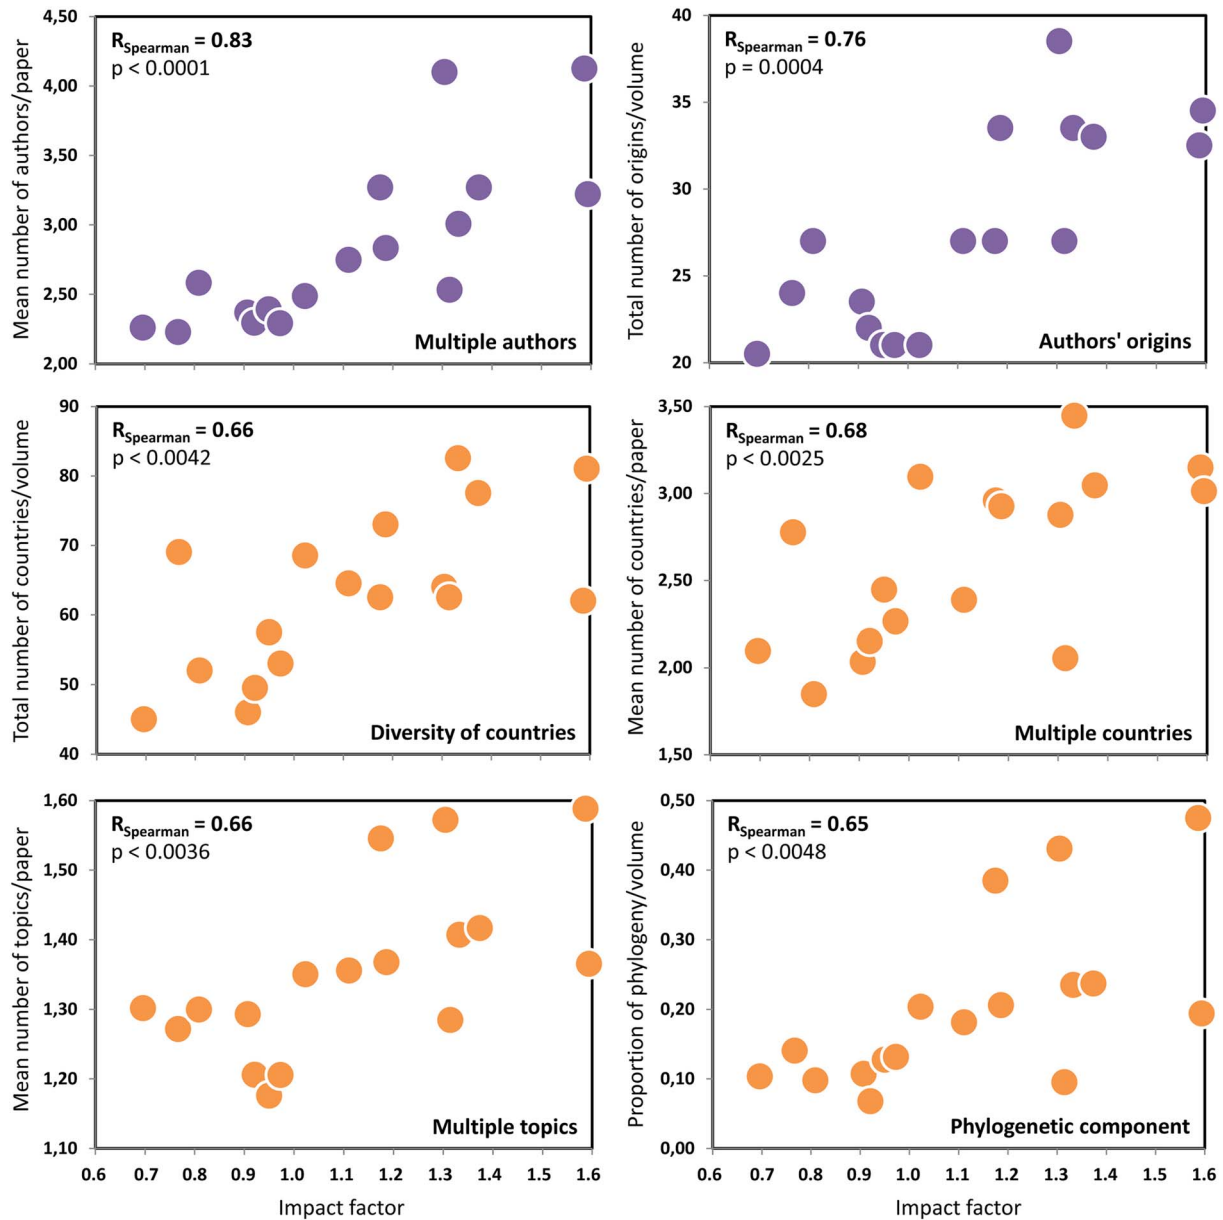 Mean number of authors/paper
4,50
4,00
3,50
3,00
2,50
2,00
R Spearman = 0.83
p < 0.0001
Multiple authors
Total number of origins/volume
40
35
30
25
20
R Spearman = 0.76
p = 0.0004
Authors' origins
Total number of countries/volume
90
80
70
60
50
40
R Spearman = 0.66
p < 0.0042
Diversity of countries
Mean number of countries/paper
3,50
3,00
2,50
2,00
1,50
R Spearman = 0.68
p < 0.0025
Multiple countries
Mean number of topics/paper
1,60
1,50
1,40
1,30
1,20
1,10
R Spearman = 0.66
p < 0.0036
Multiple topics
0.6 0.7 0.8 0.9 1.0 1.1 1.2 1.3 1.4 1.5 1.6
Impact factor
Proportion of phylogeny/volume
0,50
0,40
0,30
0,20
0,10
0,00
R Spearman = 0.65
p < 0.0048
Phylogenetic component
0.6 0.7 0.8 0.9 1.0 1.1 1.2 1.3 1.4 1.5 1.6
Impact factor